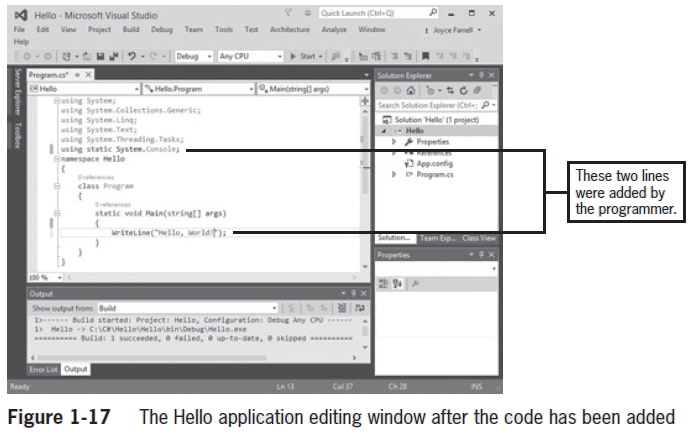 Hello - Microsoft Visual Studio
Quick Launch (Ctrl+Q)
File Edit View Project Build Debug Team Tools Test Architecture Analyze Window Joyce Farrell
Help
Debug Any CPU Start
Server Explorer
Toolbox
Program.cs*
Hello Hello.Program Main(string[] args)
using System;
using System.Collections.Generic;
using System.Linq;
using System.Text;
using System.Threading.Tasks;
using static System.Console;
namespace Hello
{
0 references
class Program
{
0 references
static void Main(string[] args)
{
WriteLine("Hello, World!");
}
}
}
100 %
Solution Explorer
Search Solution Explorer (Ctrl+;)
Solution 'Hello' (1 project)
Hello
Properties
References
App.config
Program.cs
Solution... Team Exp... Class View
Properties
These two lines
were added by
the programmer.
Output
Show output from: Build
1>------ Build started: Project: Hello, Configuration: Debug Any CPU ------
1> Hello -> C:\C#\Hello\Hello\bin\Debug\Hello.exe
========== Build: 1 succeeded, 0 failed, 0 up-to-date, 0 skipped ==========
Error List Output
Ready Ln 13 Col 37 Ch 28 INS
Figure 1-17 The Hello application editing window after the code has been added